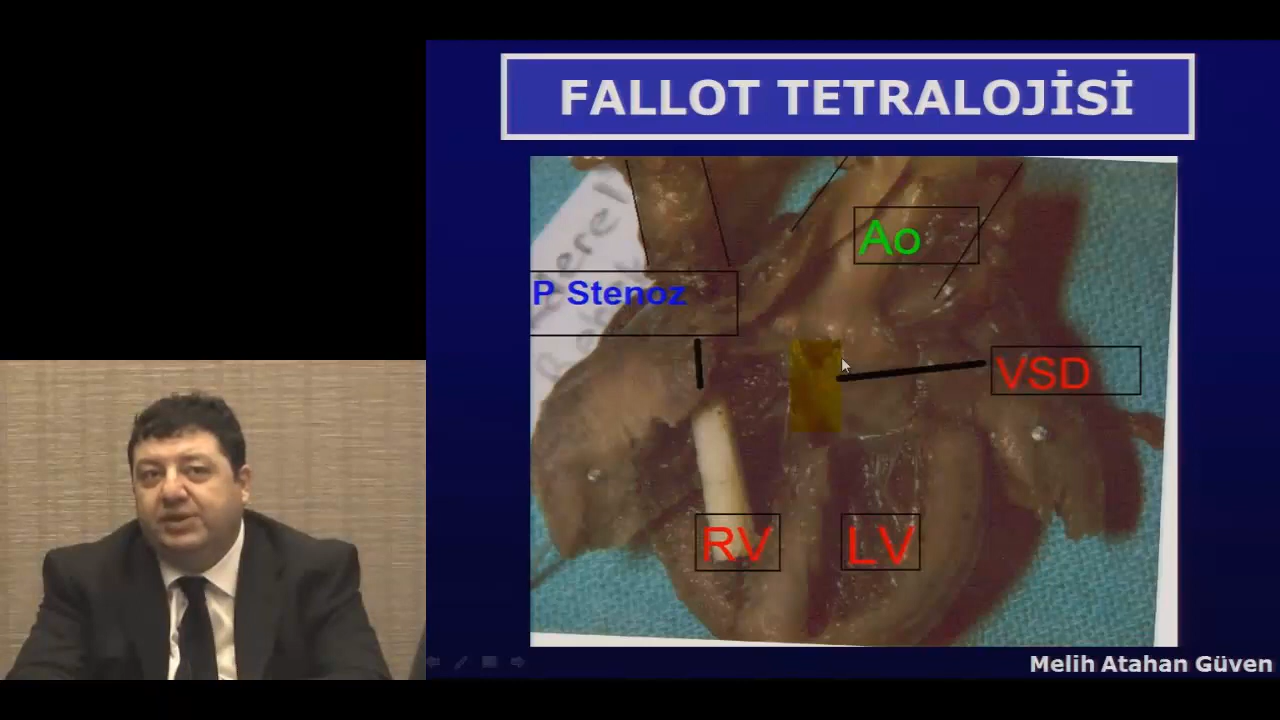 FALLOT TETRALOJİSİ
Ao
P Stenoz
VSD
RV
LV
Melih Atahan Güven